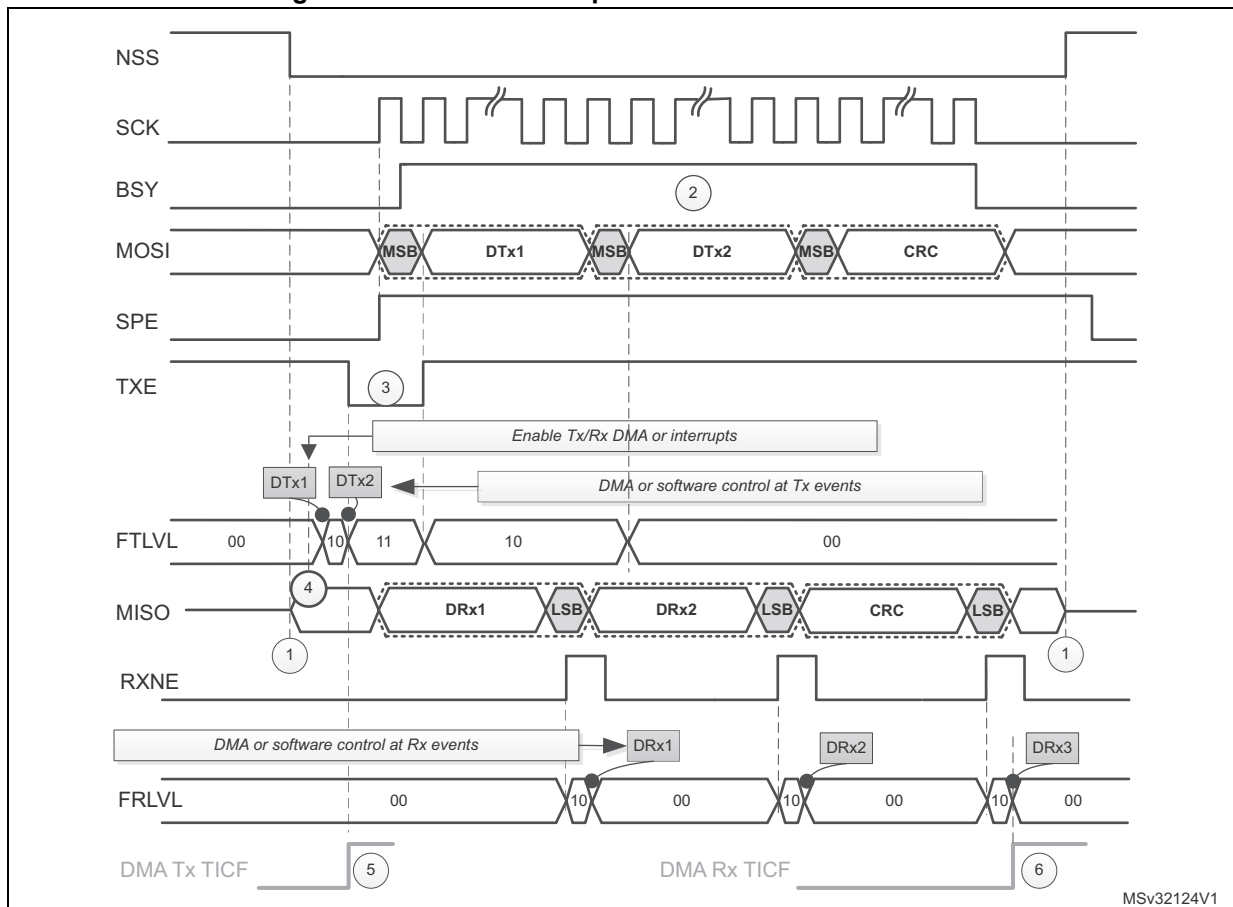 NSS
SCK
BSY
2
MOSI
MSB DTx1 MSB DTx2 MSB CRC
SPE
TXE
3
Enable Tx/Rx DMA or interrupts
DTx1 DTx2
DMA or software control at Tx events
FTLVL
00 10 11 10 00
4
MISO
DRx1 LSB DRx2 LSB CRC LSB
1 1
RXNE
DMA or software control at Rx events
DRx1 DRx2 DRx3
FRLVL
00 10 00 10 00 10 00
DMA Tx TICF
5
DMA Rx TICF
6
MSv32124V1